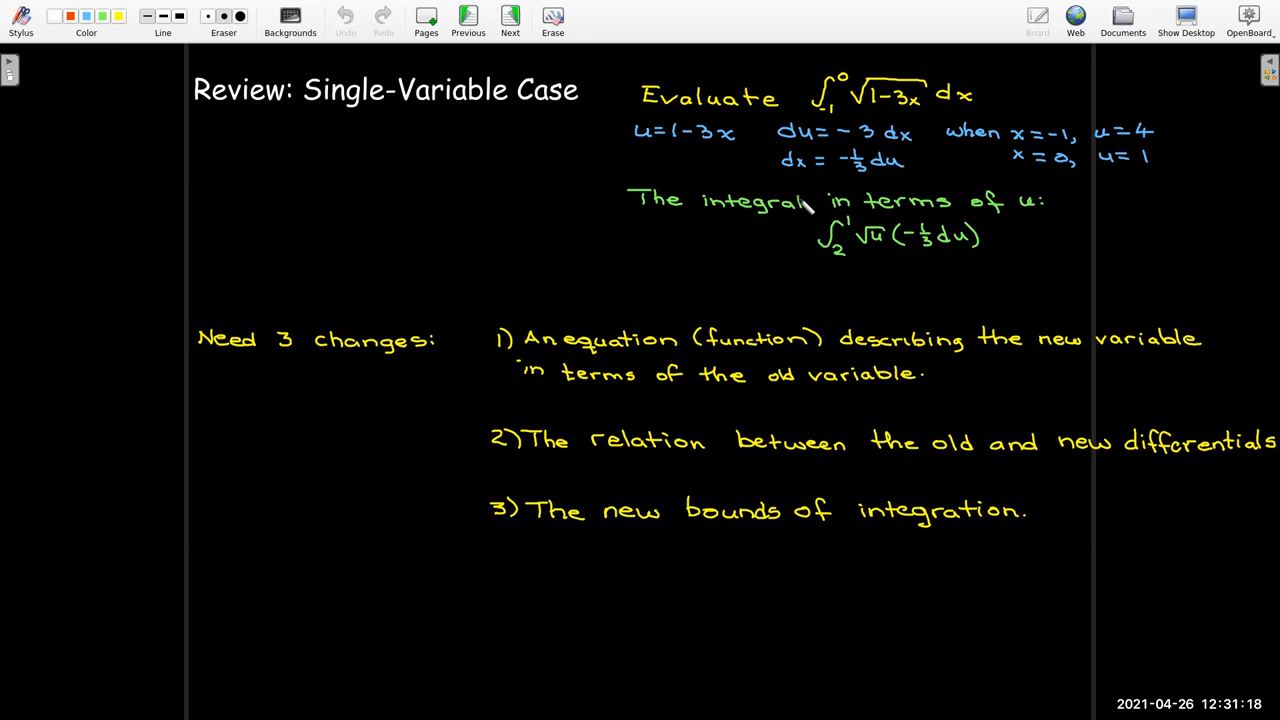 Stylus Color Line Eraser Backgrounds Undo Redo Pages Previous Next Erase Board Web Documents Show Desktop OpenBoard
Review: Single-Variable Case
Evaluate ∫_{-1}^{0} √(1-3x) dx
u=1-3x du=-3 dx when x=-1, u=4
dx = -1/3 du x=0, u=1
The integral in terms of u:
∫_{2}^{1} √u (-1/3 du)
Need 3 changes: 1) An equation (function) describing the new variable
in terms of the old variable.
2) The relation between the old and new differentials
3) The new bounds of integration.
2021-04-26 12:31:18